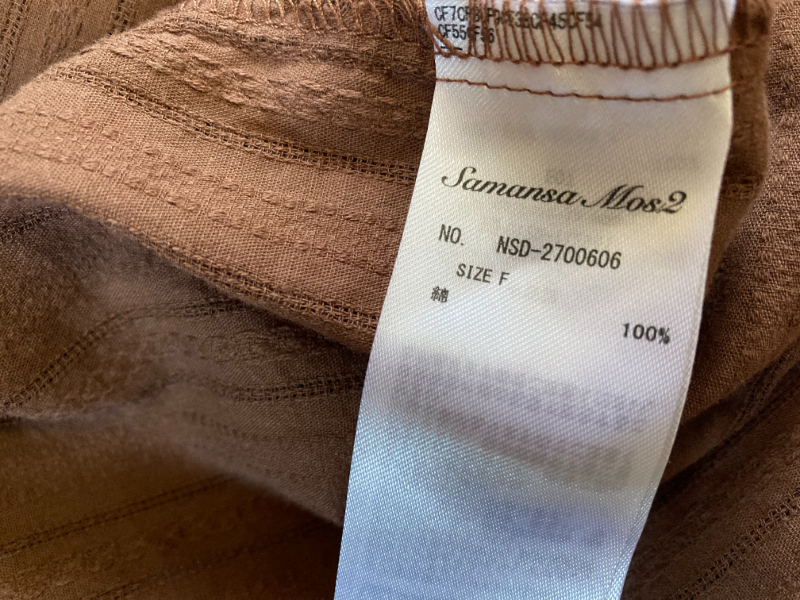 Samansa Mos2
NO. NSD-2700606
SIZE F
綿
100%